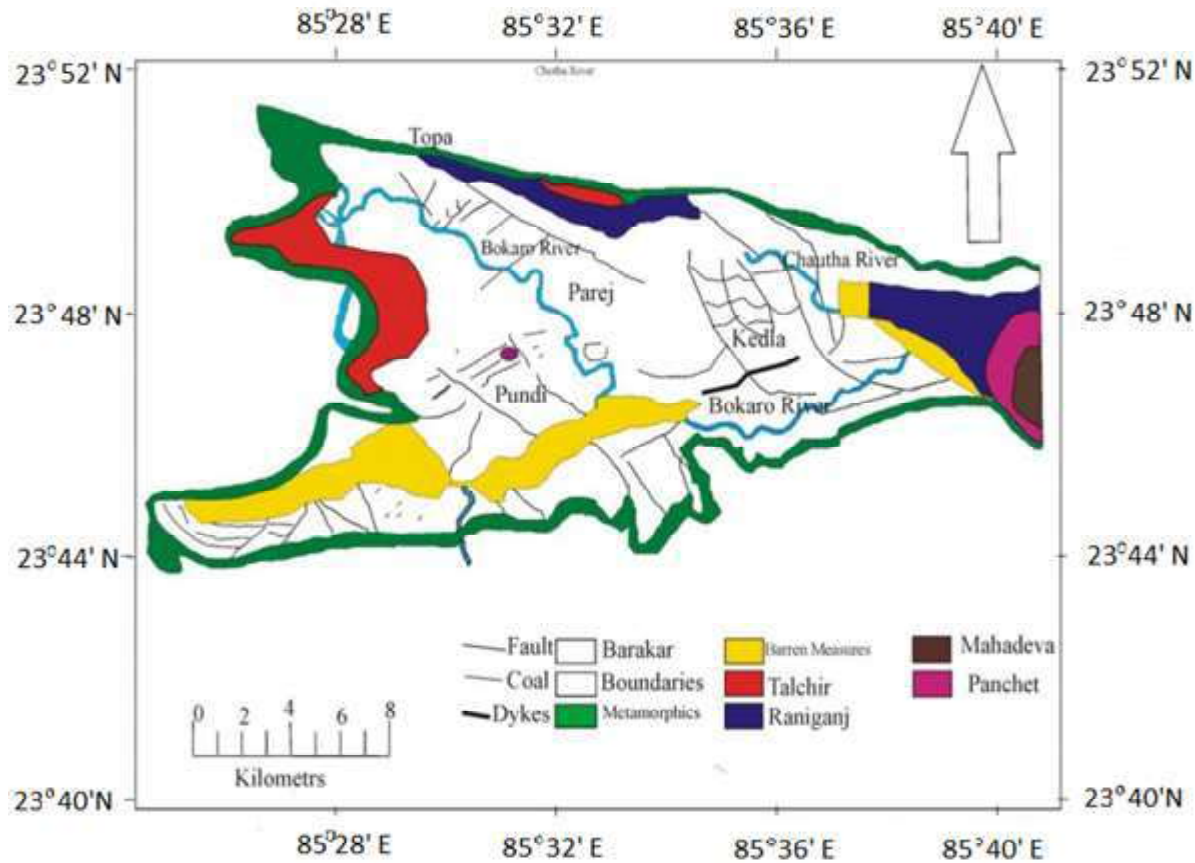 85°28' E 85°32' E 85°36' E 85°40' E
23°52' N 23°52' N
Chotha River
Topa
Bokaro River
Chautha River
Parej
23°48' N 23°48' N
Kedla
Pundi
Bokaro River
23°44' N 23°44' N
Fault Barakar Barren Measures Mahadeva
Coal Boundaries Talchir Panchet
Dykes Metamorphics Raniganj
0 2 4 6 8
Kilometrs
23°40'N 23°40'N
85°28' E 85°32' E 85°36' E 85°40' E